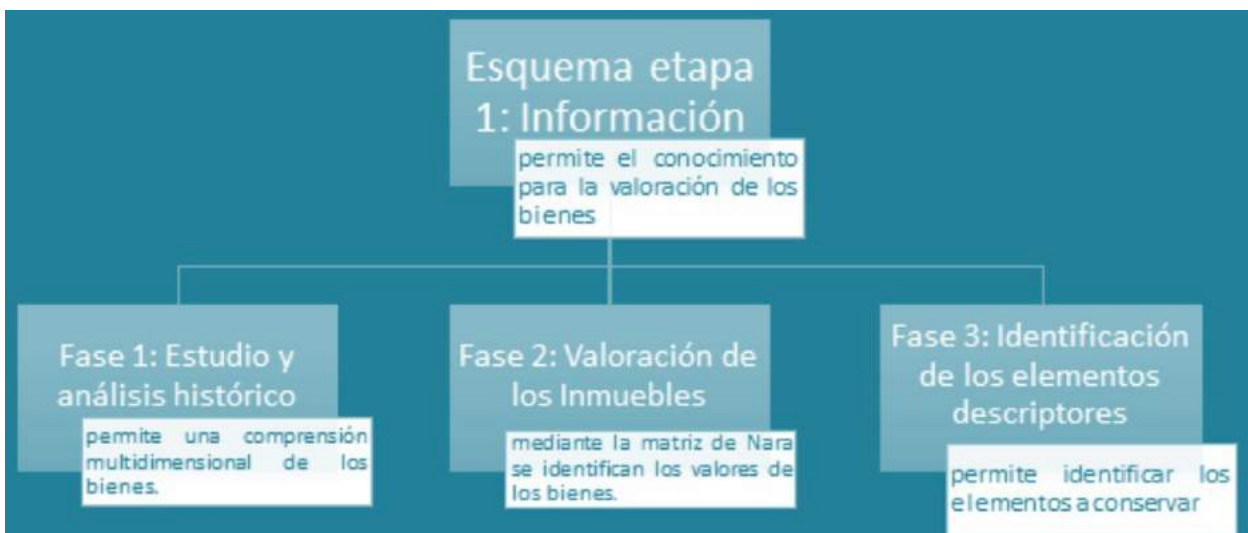 Esquema etapa
1: Información
permite el conocimiento
para la valoración de los
bienes
Fase 1: Estudio y
análisis histórico
permite una comprensión
multidimensional de los
bienes.
Fase 2: Valoración de
los Inmuebles
mediante la matriz de Nara
se identifican los valores de
los bienes.
Fase 3: Identificación
de los elementos
descriptores
permite identificar los
elementos a conservar